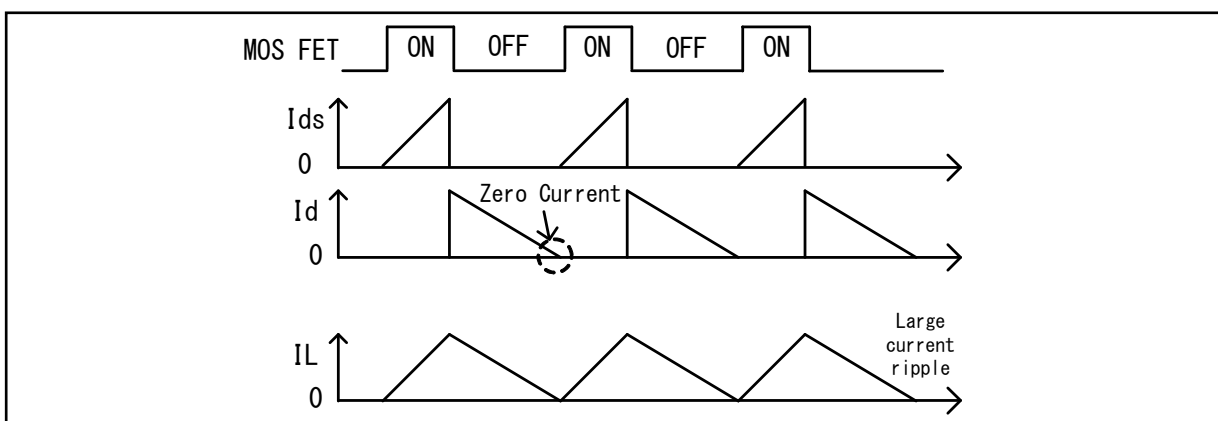 MOS FET ON OFF ON OFF ON
Ids
0
Zero Current
Id
0
Large
current
ripple
IL
0